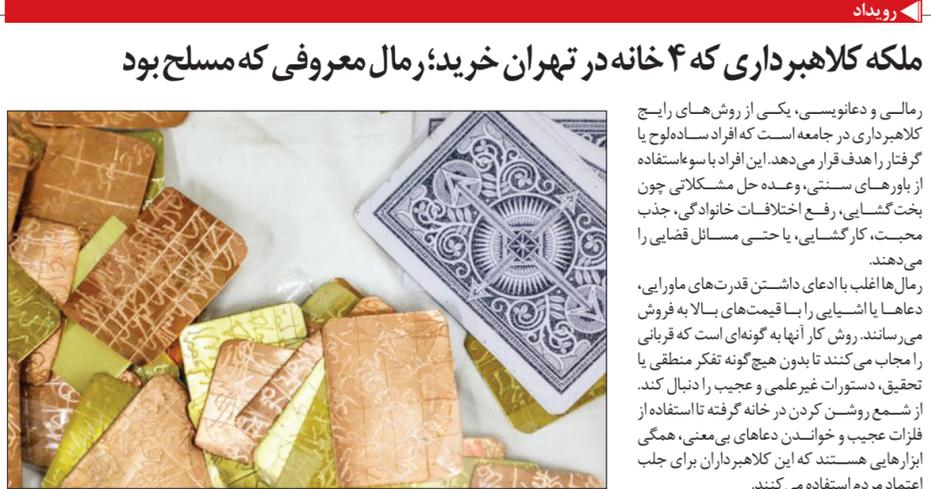 رویداد
ملکه کلاهبرداری که ۴ خانه در تهران خرید؛ رمال معروفی که مسلح بود
رمالی و دعانویسی، یکی از روش‌های رایج
کلاهبرداری در جامعه است که افراد ساده‌لوح یا
گرفتار را هدف قرار می‌دهد. این افراد با سوءاستفاده
از باورهای سنتی، وعده حل مشکلاتی چون
بخت‌گشایی، رفع اختلافات خانوادگی، جذب
محبت، کارگشایی، یا حتی مسائل قضایی را
می‌دهند.
رمال‌ها اغلب با ادعای داشتن قدرت‌های ماورایی،
دعاها یا اشیایی را با قیمت‌های بالا به فروش
می‌رسانند. روش کار آنها به گونه‌ای است که قربانی
را مجاب می‌کنند تا بدون هیچ‌گونه تفکر منطقی یا
تحقیق، دستورات غیرعلمی و عجیب را دنبال کند.
از شمع روشن کردن در خانه گرفته تا استفاده از
فلزات عجیب و خواندن دعاهای بی‌معنی، همگی
ابزارهایی هستند که این کلاهبرداران برای جلب
اعتماد مردم استفاده می‌کنند.